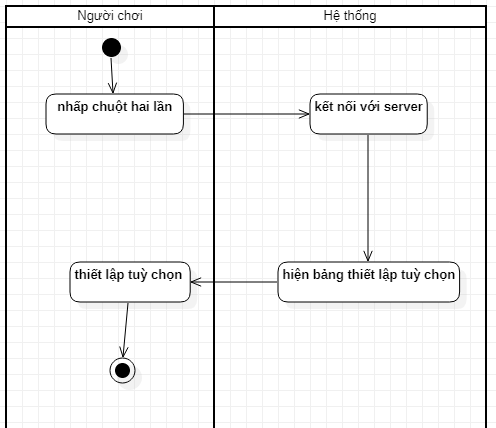 Người chơi
Hệ thống
nhấp chuột hai lần
kết nối với server
thiết lập tuỳ chọn
hiện bảng thiết lập tuỳ chọn